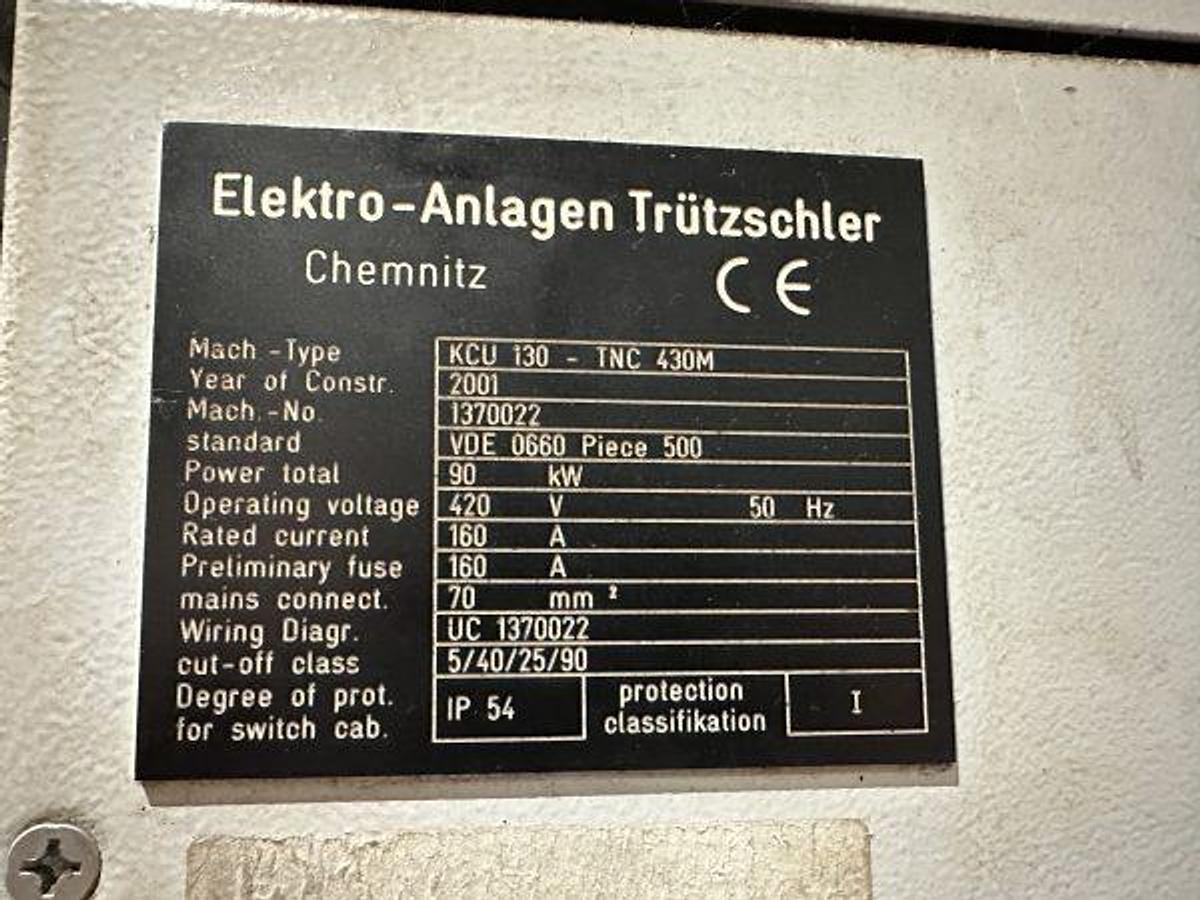 Elektro-Anlagen Trützschler
Chemnitz CE
Mach.-Type KCU 130 - TNC 430M
Year of Constr. 2001
Mach.-No. 1370022
standard VDE 0660 Piece 500
Power total 90 kW
Operating voltage 420 V 50 Hz
Rated current 160 A
Preliminary fuse 160 A
mains connect. 70 mm ²
Wiring Diagr. UC 1370022
cut-off class 5/40/25/90
Degree of prot. for switch cab. IP 54 protection classifikation I